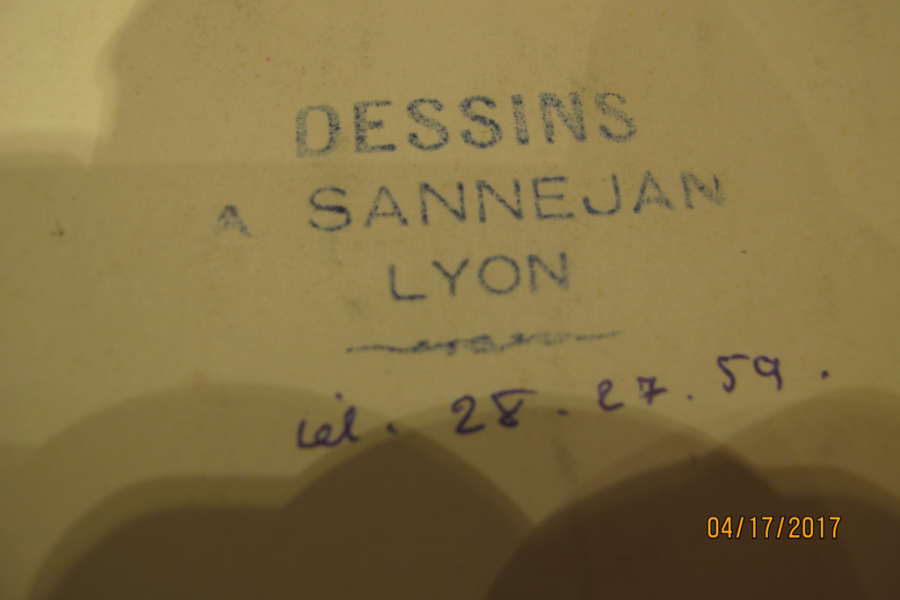 DESSINS
A SANNEJAN
LYON
tél. 28.27.59.
04/17/2017